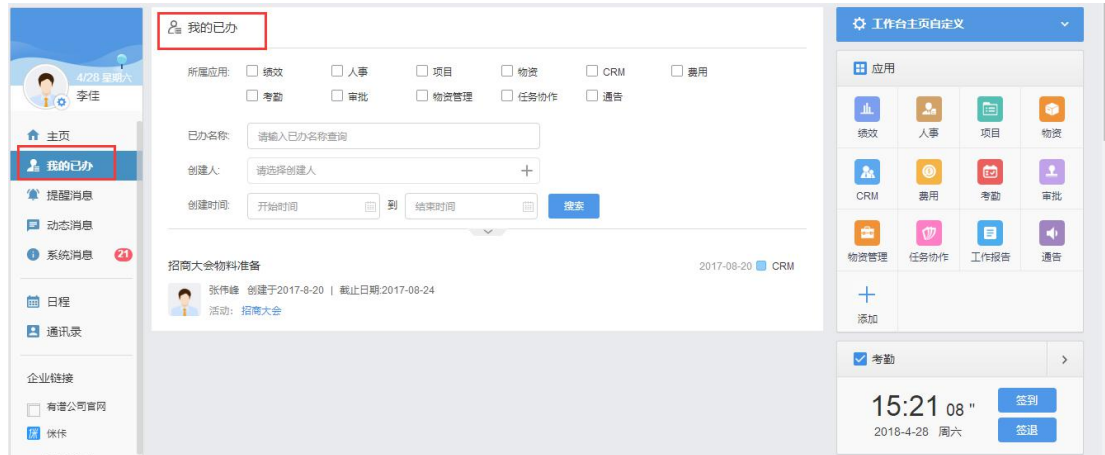 4/28 星期六
李佳
主页
我的已办
提醒消息
动态消息
系统消息 21
日程
通讯录
企业链接
有谱公司官网
侎侎
我的已办
所属应用: 绩效 人事 项目 物资 CRM 费用
考勤 审批 物资管理 任务协作 通告
已办名称: 请输入已办名称查询
创建人: 请选择创建人
创建时间: 开始时间 到 结束时间 搜索
招商大会物料准备 2017-08-20 CRM
张伟峰 创建于2017-8-20 | 截止日期:2017-08-24
活动: 招商大会
工作台主页自定义
应用
绩效 人事 项目 物资
CRM 费用 考勤 审批
物资管理 任务协作 工作报告 通告
添加
考勤
15:21 08 "
签到
2018-4-28 周六
签退